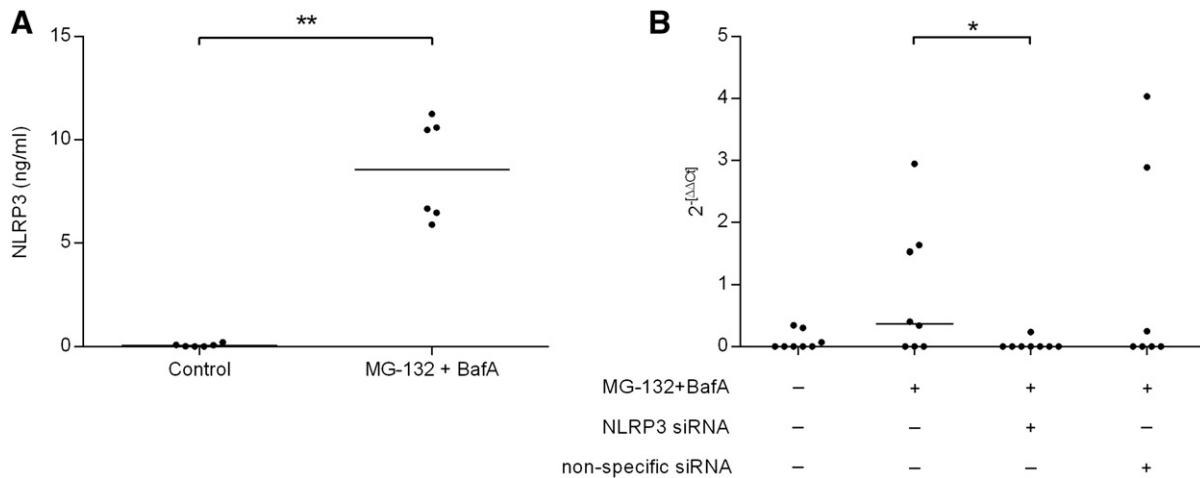 A
**
15
10
5
0
NLRP3 (ng/ml)
Control
MG-132 + BafA
B
*
5
4
3
2
1
0
2-[ΔΔCt]
MG-132+BafA – + + +
NLRP3 siRNA – – + –
non-specific siRNA – – – +